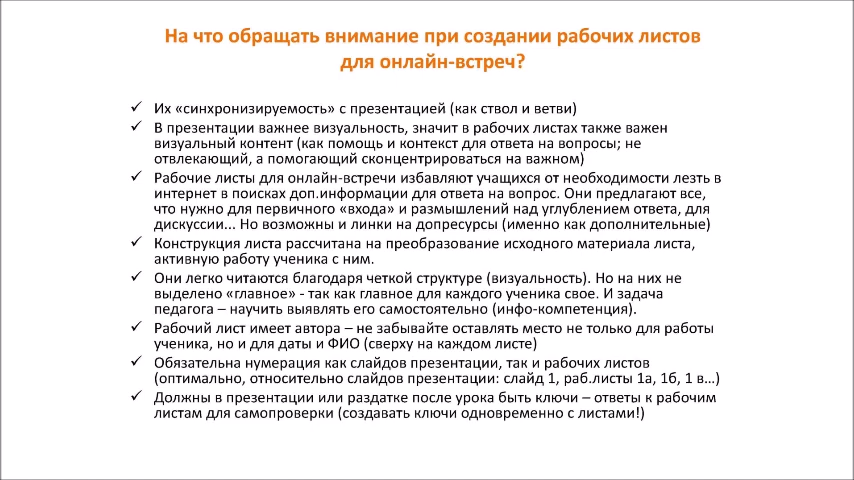 На что обращать внимание при создании рабочих листов
для онлайн-встреч?
✓ Их «синхронизируемость» с презентацией (как ствол и ветви)
✓ В презентации важнее визуальность, значит в рабочих листах также важен
визуальный контент (как помощь и контекст для ответа на вопросы; не
отвлекающий, а помогающий сконцентрироваться на важном)
✓ Рабочие листы для онлайн-встречи избавляют учащихся от необходимости лезть в
интернет в поисках доп.информации для ответа на вопрос. Они предлагают все,
что нужно для первичного «входа» и размышлений над углублением ответа, для
дискуссии... Но возможны и линки на допресурсы (именно как дополнительные)
✓ Конструкция листа рассчитана на преобразование исходного материала листа,
активную работу ученика с ним.
✓ Они легко читаются благодаря четкой структуре (визуальность). Но на них не
выделено «главное» - так как главное для каждого ученика свое. И задача
педагога – научить выявлять его самостоятельно (инфо-компетенция).
✓ Рабочий лист имеет автора – не забывайте оставлять место не только для работы
ученика, но и для даты и ФИО (сверху на каждом листе)
✓ Обязательна нумерация как слайдов презентации, так и рабочих листов
(оптимально, относительно слайдов презентации: слайд 1, раб.листы 1а, 1б, 1 в…)
✓ Должны в презентации или раздатке после урока быть ключи – ответы к рабочим
листам для самопроверки (создавать ключи одновременно с листами!)